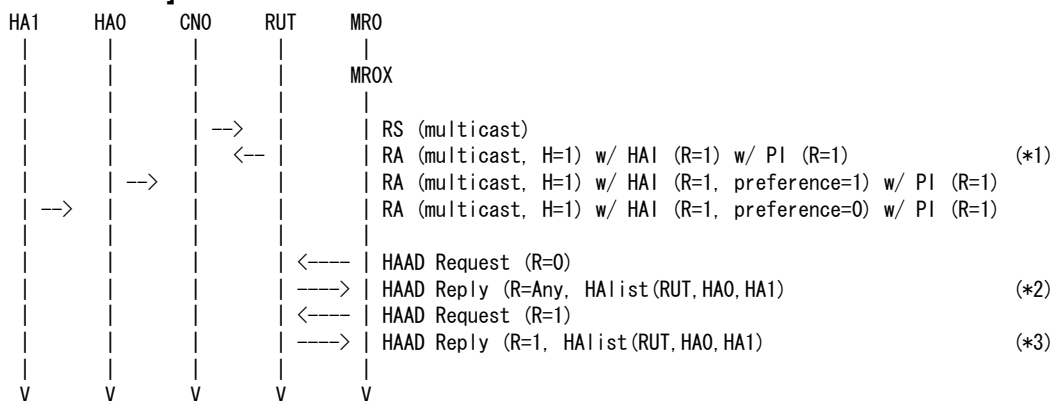 HA1 HA0 CN0 RUT MR0
MR0X
--> RS (multicast)
<-- RA (multicast, H=1) w/ HAI (R=1) w/ PI (R=1) (*1)
--> RA (multicast, H=1) w/ HAI (R=1, preference=1) w/ PI (R=1)
--> RA (multicast, H=1) w/ HAI (R=1, preference=0) w/ PI (R=1)
<---- HAAD Request (R=0)
----> HAAD Reply (R=Any, HAlist(RUT,HA0,HA1) (*2)
<---- HAAD Request (R=1)
----> HAAD Reply (R=1, HAlist(RUT,HA0,HA1) (*3)
V V V V V